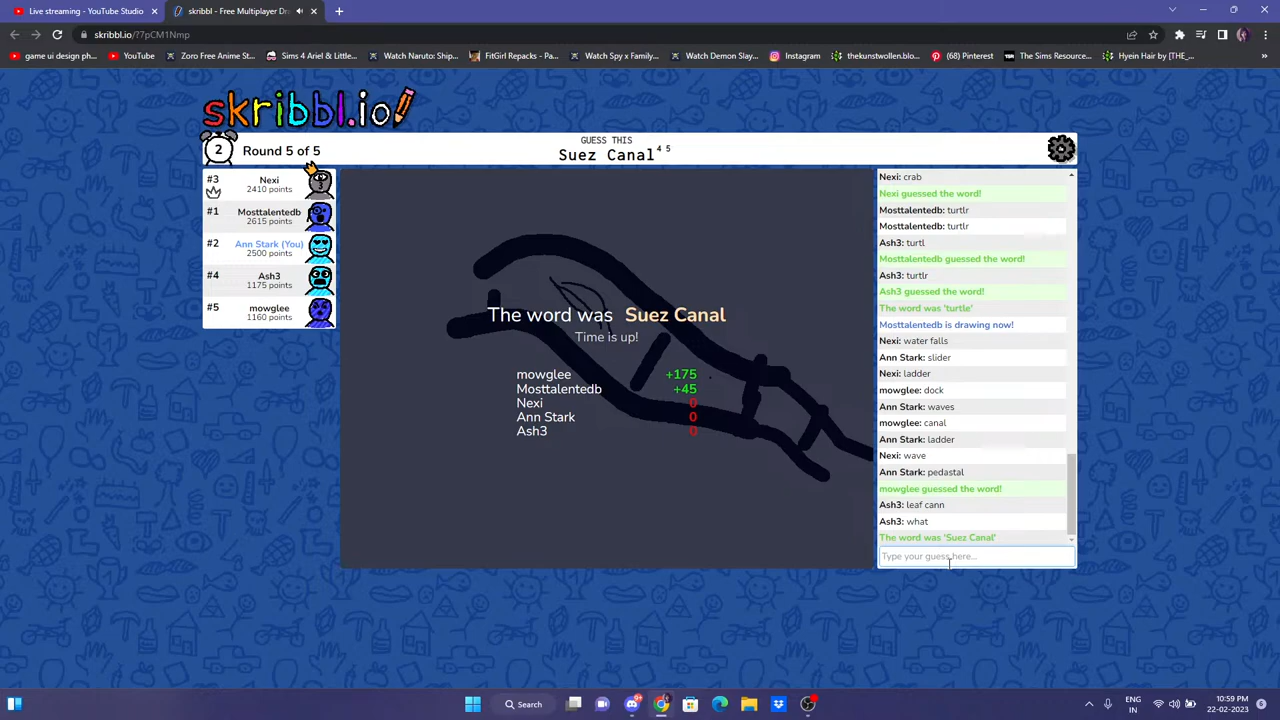 Live streaming - YouTube Studio
skribbl - Free Multiplayer Dr
skribbl.io/?7pCM1Nmp
game ui design ph...
YouTube
Zoro Free Anime St...
Sims 4 Ariel & Little...
Watch Naruto: Ship...
FitGirl Repacks - Pa...
Watch Spy x Family...
Watch Demon Slay...
Instagram
thekunstwollen.blo...
(68) Pinterest
The Sims Resource...
Hyein Hair by [THE_...
skribbl.io
2
Round 5 of 5
GUESS THIS
Suez Canal 4 5
#3 Nexi
2410 points
#1 Mosttalentedb
2615 points
#2 Ann Stark (You)
2500 points
#4 Ash3
1175 points
#5 mowglee
1160 points
The word was Suez Canal
Time is up!
mowglee +175
Mosttalentedb +45
Nexi 0
Ann Stark 0
Ash3 0
Nexi: crab
Nexi guessed the word!
Mosttalentedb: turtlr
Mosttalentedb: turtlr
Ash3: turtl
Mosttalentedb guessed the word!
Ash3: turtlr
Ash3 guessed the word!
The word was 'turtle'
Mosttalentedb is drawing now!
Nexi: water falls
Ann Stark: slider
Nexi: ladder
mowglee: dock
Ann Stark: waves
mowglee: canal
Ann Stark: ladder
Nexi: wave
Ann Stark: pedastal
mowglee guessed the word!
Ash3: leaf cann
Ash3: what
The word was 'Suez Canal'
Type your guess here...
Search
ENG
IN
10:59 PM
22-02-2023